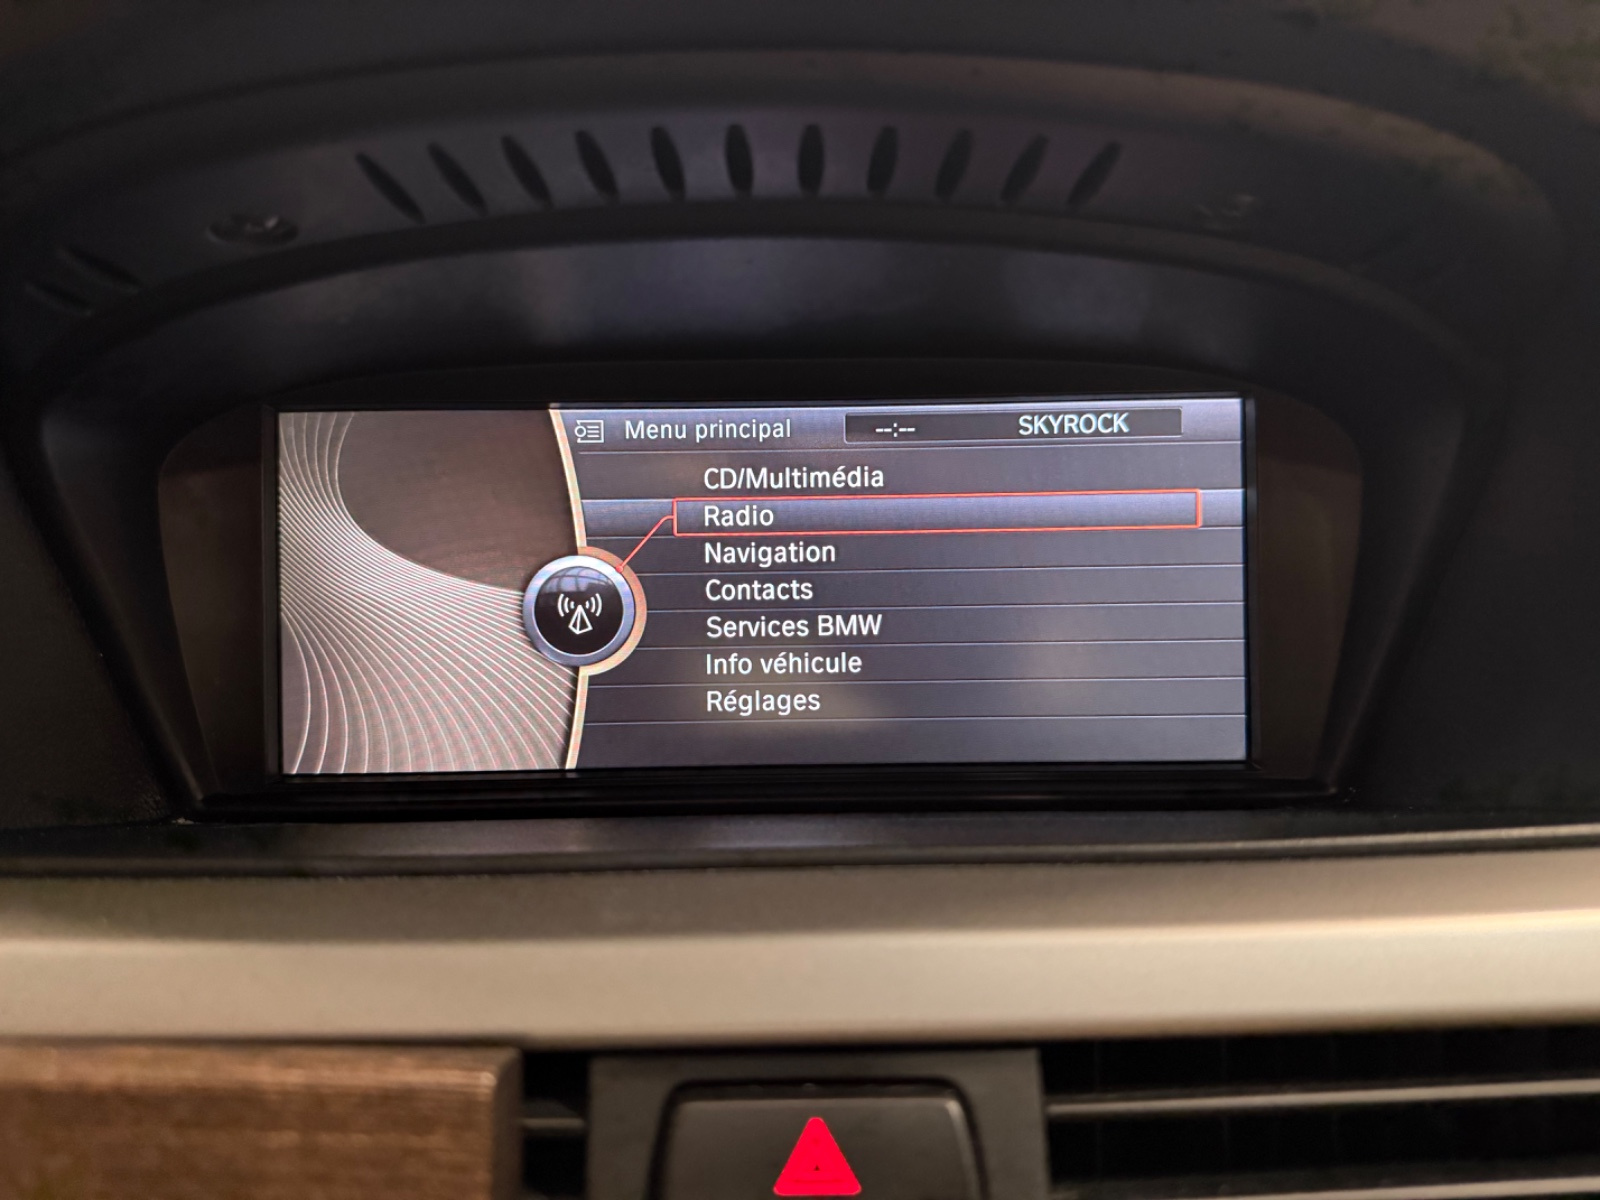 Menu principal --:-- SKYROCK
CD/Multimédia
Radio
Navigation
Contacts
Services BMW
Info véhicule
Réglages